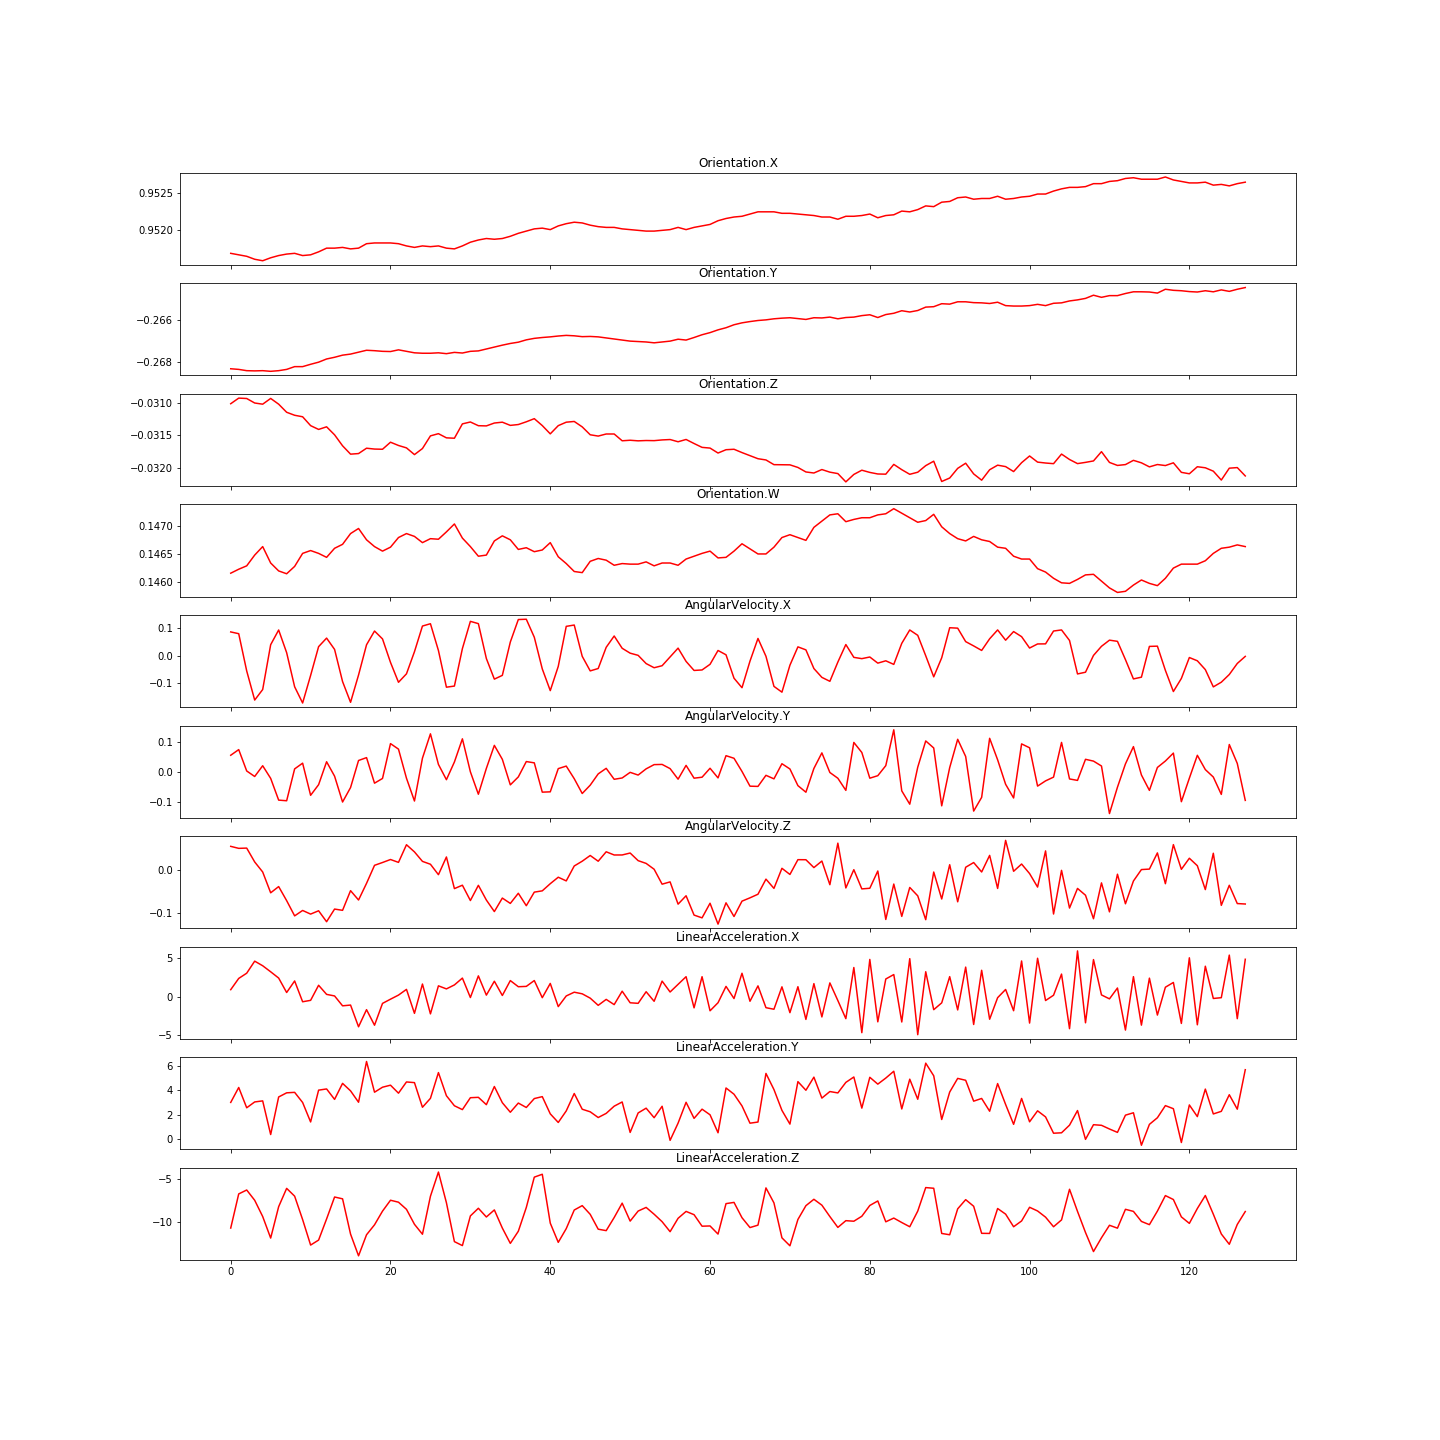 Orientation.X
0.9525
0.9520
Orientation.Y
−0.266
−0.268
Orientation.Z
−0.0310
−0.0315
−0.0320
Orientation.W
0.1470
0.1465
0.1460
AngularVelocity.X
0.1
0.0
−0.1
AngularVelocity.Y
0.1
0.0
−0.1
AngularVelocity.Z
0.0
−0.1
LinearAcceleration.X
5
0
−5
LinearAcceleration.Y
6
4
2
0
LinearAcceleration.Z
−5
−10
0 20 40 60 80 100 120